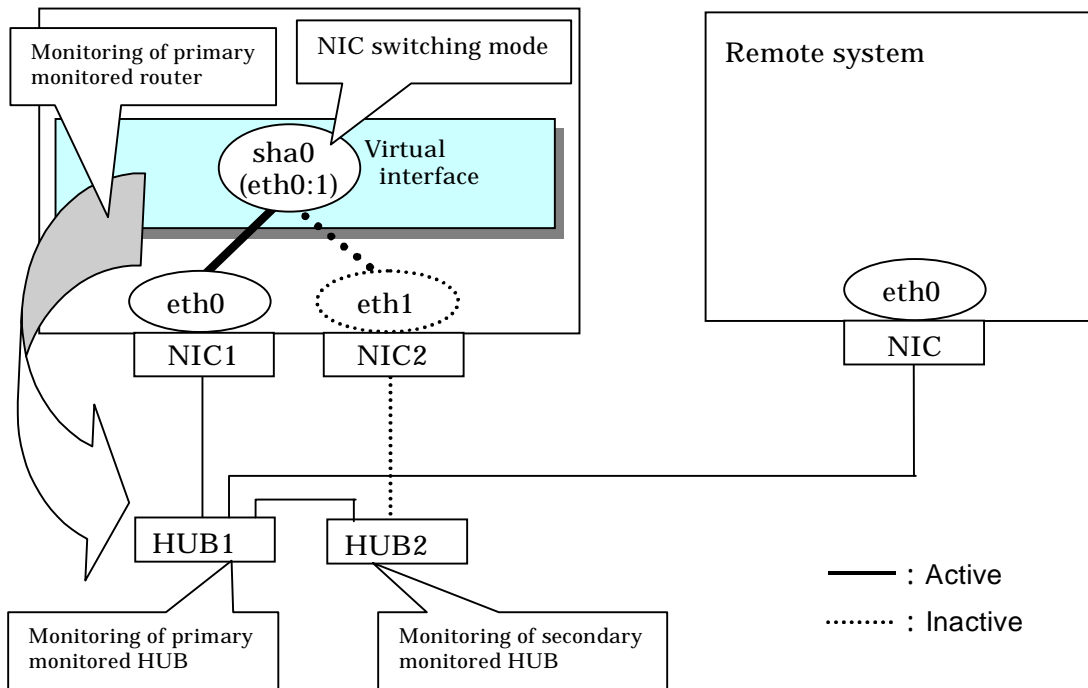 Monitoring of primary
monitored router
NIC switching mode
Remote system
sha0
(eth0:1)
Virtual
interface
eth0
eth1
eth0
NIC1
NIC2
NIC
HUB1
HUB2
: Active
: Inactive
Monitoring of primary
monitored HUB
Monitoring of secondary
monitored HUB